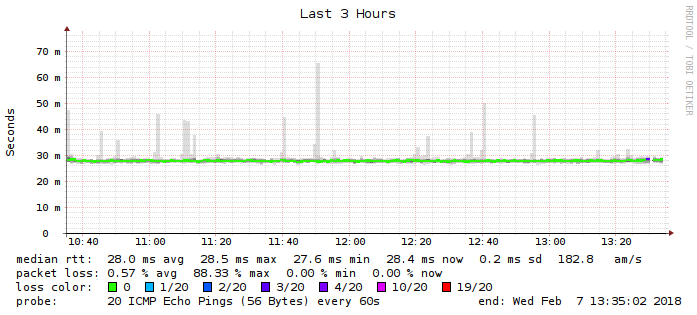 Last 3 Hours
RRDTOOL / TOBI OETIKER
Seconds
70 m
60 m
50 m
40 m
30 m
20 m
10 m
0
10:40 11:00 11:20 11:40 12:00 12:20 12:40 13:00 13:20
median rtt: 28.0 ms avg 28.5 ms max 27.6 ms min 28.4 ms now 0.2 ms sd 182.8 am/s
packet loss: 0.57 % avg 88.33 % max 0.00 % min 0.00 % now
loss color: 0 1/20 2/20 3/20 4/20 10/20 19/20
probe: 20 ICMP Echo Pings (56 Bytes) every 60s end: Wed Feb 7 13:35:02 2018